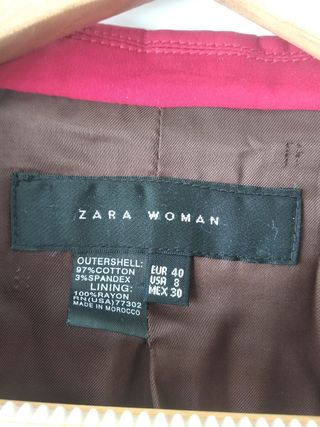 ZARA WOMAN
OUTERSHELL:
97%COTTON
3%SPANDEX
LINING:
100%RAYON
RN(USA)77302
MADE IN MOROCCO
EUR 40
USA 8
MEX 30